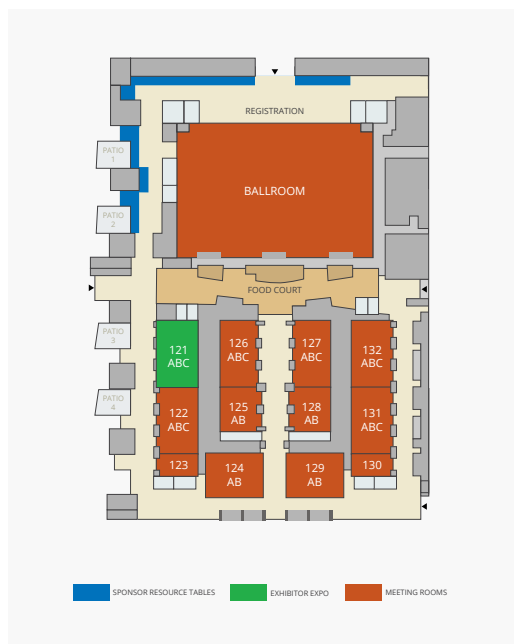 REGISTRATION
PATIO
1
BALLROOM
PATIO
2
FOOD COURT
PATIO
3
121
ABC
126
ABC
127
ABC
132
ABC
PATIO
4
122
ABC
125
AB
128
AB
131
ABC
123
124
AB
129
AB
130
SPONSOR RESOURCE TABLES
EXHIBITOR EXPO
MEETING ROOMS